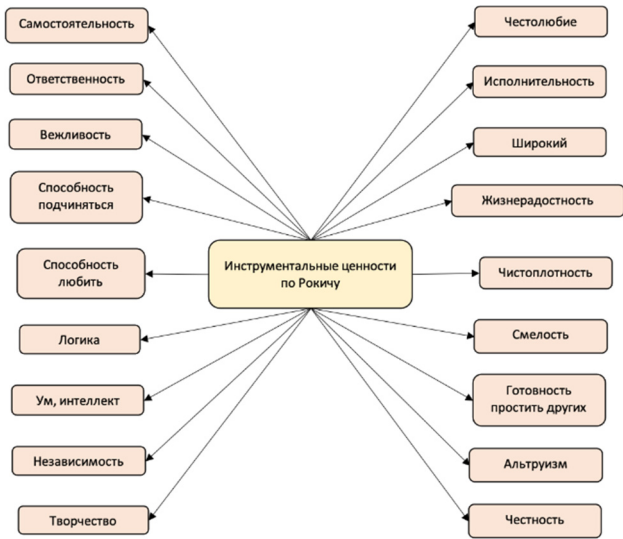 Самостоятельность
Ответственность
Вежливость
Способность
подчиняться
Способность
любить
Логика
Ум, интеллект
Независимость
Творчество
Инструментальные ценности
по Рокичу
Честолюбие
Исполнительность
Широкий
Жизнерадостность
Чистоплотность
Смелость
Готовность
простить других
Альтруизм
Честность